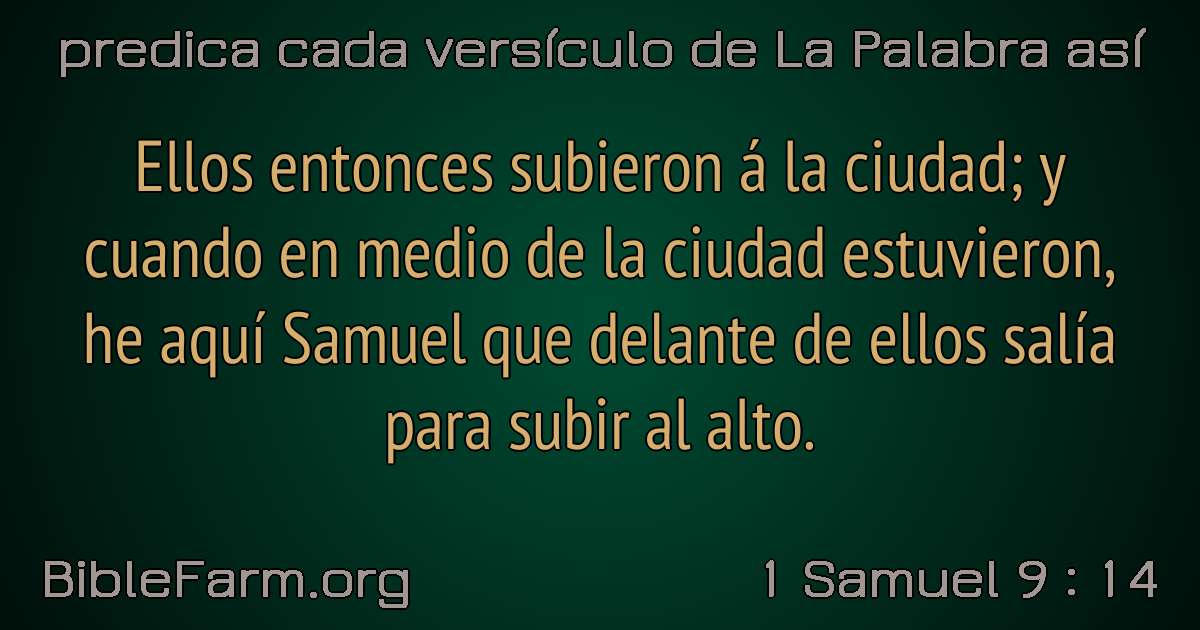 predica cada versículo de La Palabra así
Ellos entonces subieron á la ciudad; y
cuando en medio de la ciudad estuvieron,
he aquí Samuel que delante de ellos salía
para subir al alto.
BibleFarm.org
1 Samuel 9 : 14